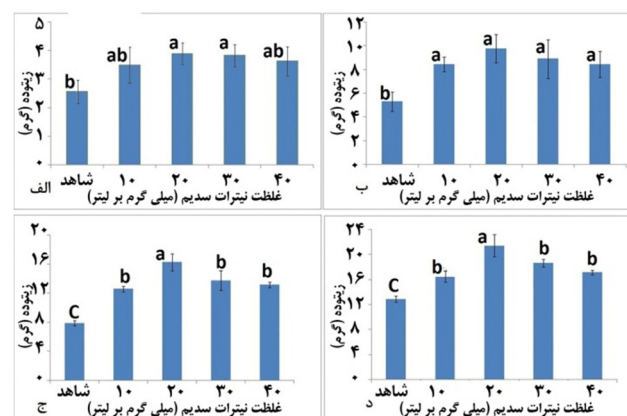 زیتوده (گرم)
۵
۴
۳
۲
۱
۰
b
ab
a
a
ab
شاهد ۱۰ ۲۰ ۳۰ ۴۰
غلظت نیترات سدیم (میلی گرم بر لیتر)
الف
زیتوده (گرم)
۱۲
۱۰
۸
۶
۴
۲
۰
b
a
a
a
a
شاهد ۱۰ ۲۰ ۳۰ ۴۰
غلظت نیترات سدیم (میلی گرم بر لیتر)
ب
زیتوده (گرم)
۲۰
۱۶
۱۲
۸
۴
۰
C
b
a
b
b
شاهد ۱۰ ۲۰ ۳۰ ۴۰
غلظت نیترات سدیم (میلی گرم بر لیتر)
ج
زیتوده (گرم)
۲۴
۲۰
۱۶
۱۲
۸
۴
۰
C
b
a
b
b
شاهد ۱۰ ۲۰ ۳۰ ۴۰
غلظت نیترات سدیم (میلی گرم بر لیتر)
د